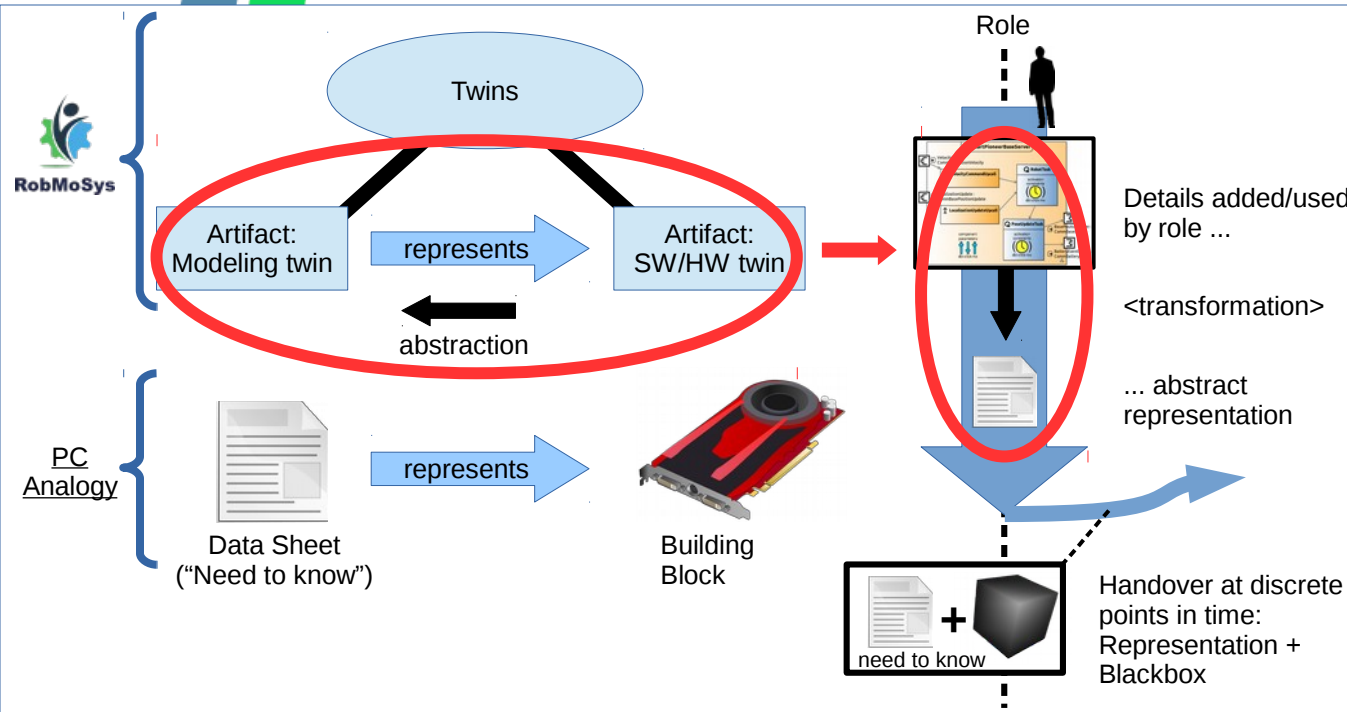 RobMoSys
Twins
Artifact:
Modeling twin
represents
Artifact:
SW/HW twin
abstraction
PC
Analogy
represents
Data Sheet
(“Need to know”)
Building
Block
Role
Details added/used
by role ...
<transformation>
... abstract
representation
+
need to know
Handover at discrete
points in time:
Representation +
Blackbox